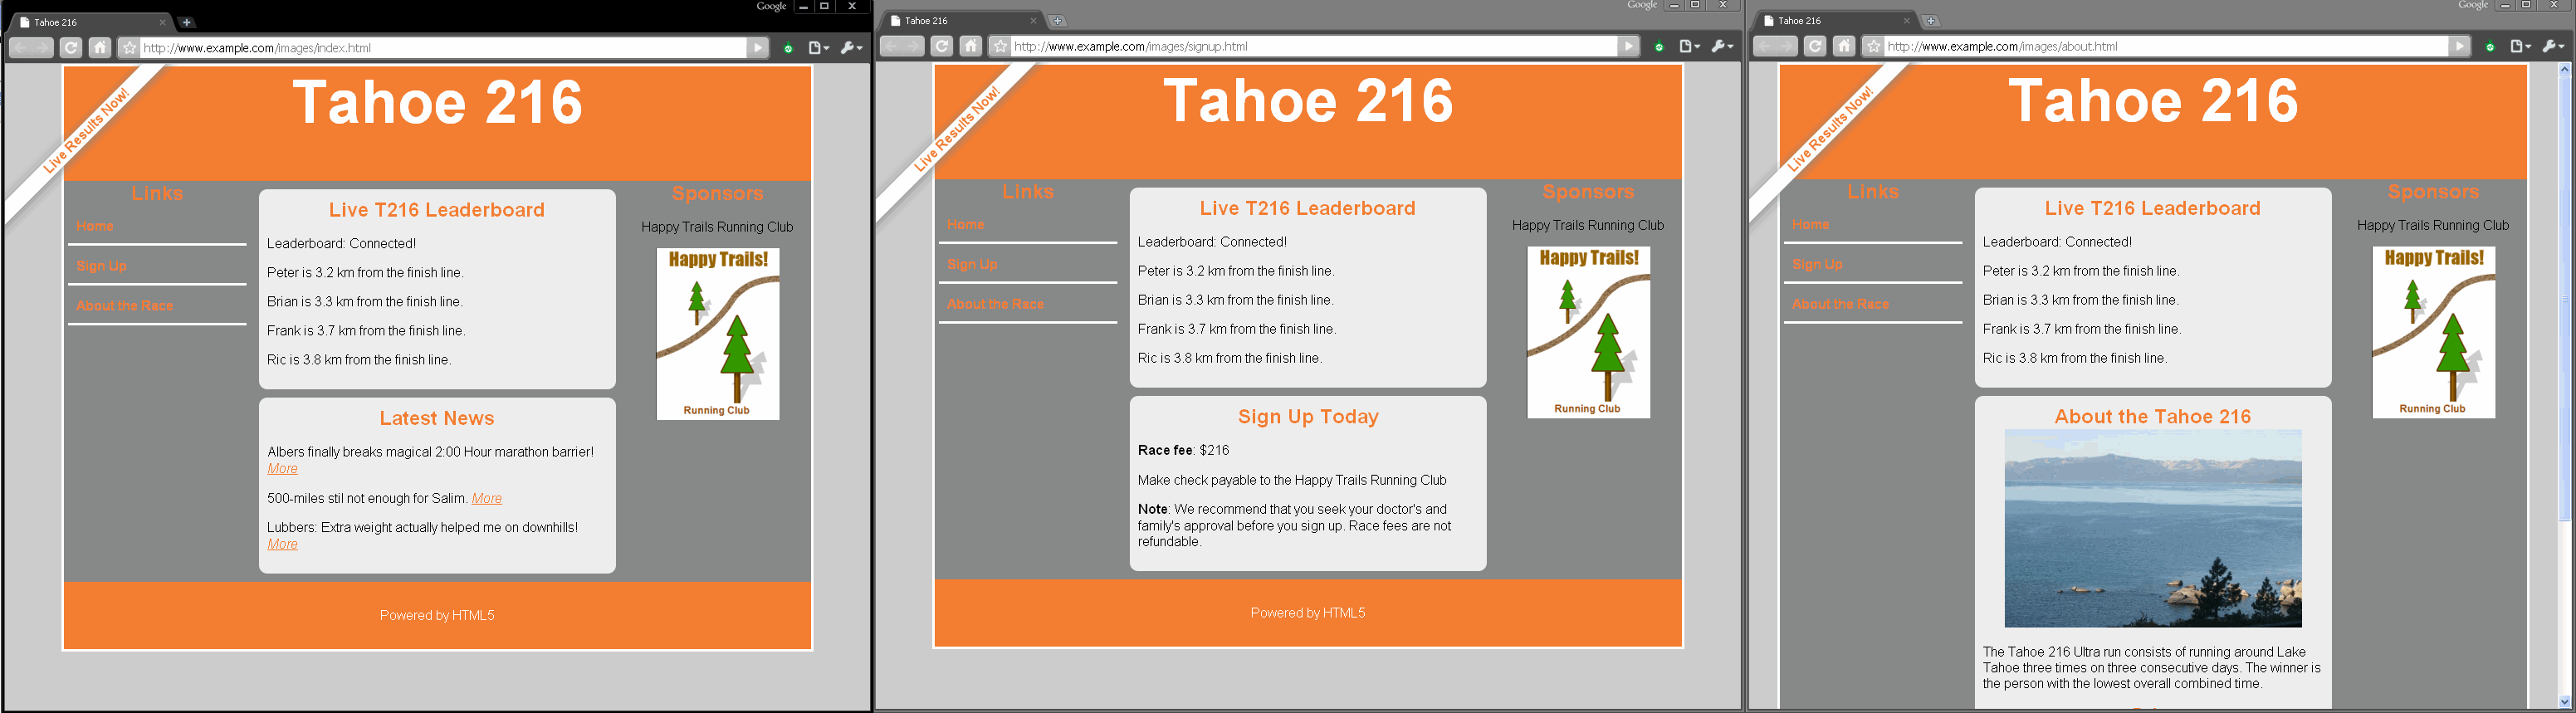 Google
Tahoe 216
http://www.example.com/images/index.html
Live Results Now!
Tahoe 216
Links
Home
Sign Up
About the Race
Live T216 Leaderboard
Leaderboard: Connected!
Peter is 3.2 km from the finish line.
Brian is 3.3 km from the finish line.
Frank is 3.7 km from the finish line.
Ric is 3.8 km from the finish line.
Latest News
Albers finally breaks magical 2:00 Hour marathon barrier!
More
500-miles stil not enough for Salim. More
Lubbers: Extra weight actually helped me on downhills!
More
Sponsors
Happy Trails Running Club
Happy Trails!
Running Club
Powered by HTML5
Google
Tahoe 216
http://www.example.com/images/signup.html
Live Results Now!
Tahoe 216
Links
Home
Sign Up
About the Race
Live T216 Leaderboard
Leaderboard: Connected!
Peter is 3.2 km from the finish line.
Brian is 3.3 km from the finish line.
Frank is 3.7 km from the finish line.
Ric is 3.8 km from the finish line.
Sign Up Today
Race fee: $216
Make check payable to the Happy Trails Running Club
Note: We recommend that you seek your doctor's and
family's approval before you sign up. Race fees are not
refundable.
Sponsors
Happy Trails Running Club
Happy Trails!
Running Club
Powered by HTML5
Google
Tahoe 216
http://www.example.com/images/about.html
Live Results Now!
Tahoe 216
Links
Home
Sign Up
About the Race
Live T216 Leaderboard
Leaderboard: Connected!
Peter is 3.2 km from the finish line.
Brian is 3.3 km from the finish line.
Frank is 3.7 km from the finish line.
Ric is 3.8 km from the finish line.
About the Tahoe 216
The Tahoe 216 Ultra run consists of running around Lake
Tahoe three times on three consecutive days. The winner is
the person with the lowest overall combined time.
Sponsors
Happy Trails Running Club
Happy Trails!
Running Club